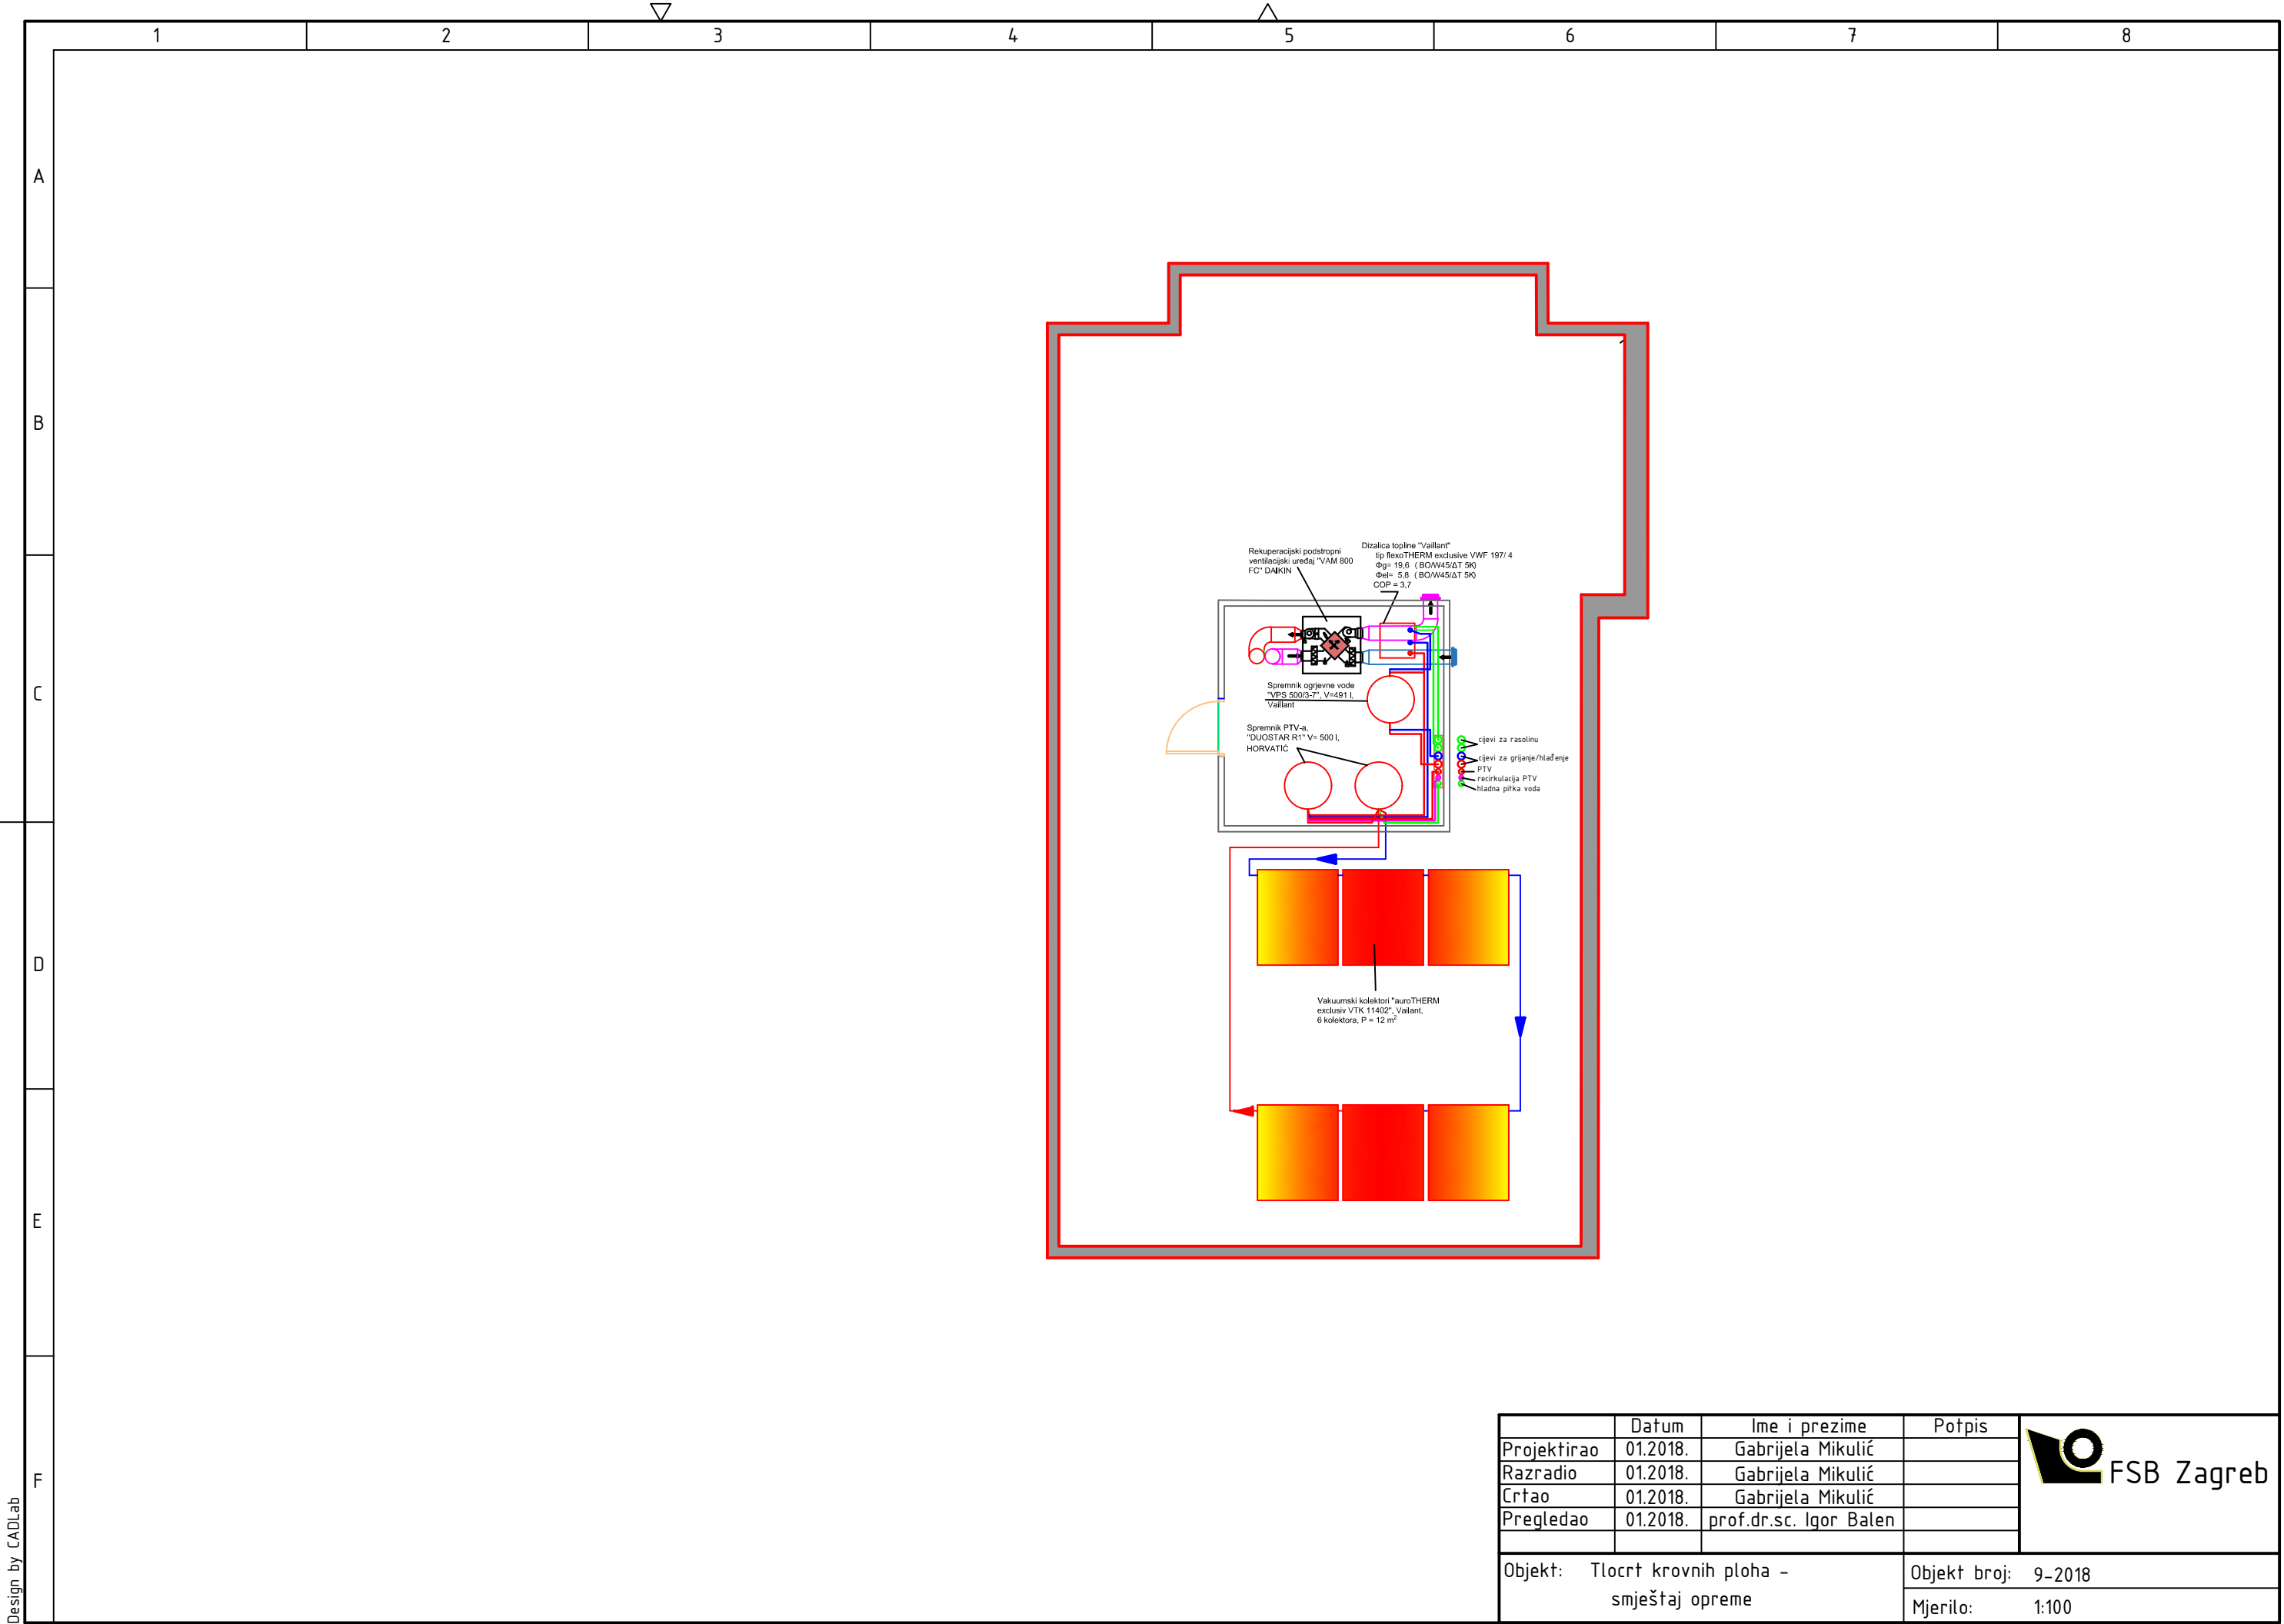 1 2 3 4 5 6 7 8
A
B
C
D
E
F
Rekuperacijski podstropni
ventilacijski uređaj "VAM 800
FC" DAIKIN
Dizalica topline "Vaillant"
tip flexoTHERM exclusive VWF 197/ 4
Φg= 19,6 ( BO/W45/ΔT 5K)
Φel= 5,8 ( BO/W45/ΔT 5K)
COP = 3,7
Spremnik ogrjevne vode
"VPS 500/3-7", V=491 l,
Vaillant
Spremnik PTV-a,
"DUOSTAR R1" V= 500 l,
HORVATIĆ
cijevi za rasolinu
cijevi za grijanje/hlađenje
PTV
recirkulacija PTV
hladna pitka voda
Vakuumski kolektori "auroTHERM
exclusiv VTK 11402", Vailant,
6 kolektora, P = 12 m²
Datum Ime i prezime Potpis
Projektirao 01.2018. Gabrijela Mikulić
Razradio 01.2018. Gabrijela Mikulić
Crtao 01.2018. Gabrijela Mikulić
Pregledao 01.2018. prof.dr.sc. Igor Balen
FSB Zagreb
Objekt: Tlocrt krovnih ploha -
smještaj opreme
Objekt broj: 9-2018
Mjerilo: 1:100
Design by CADLab